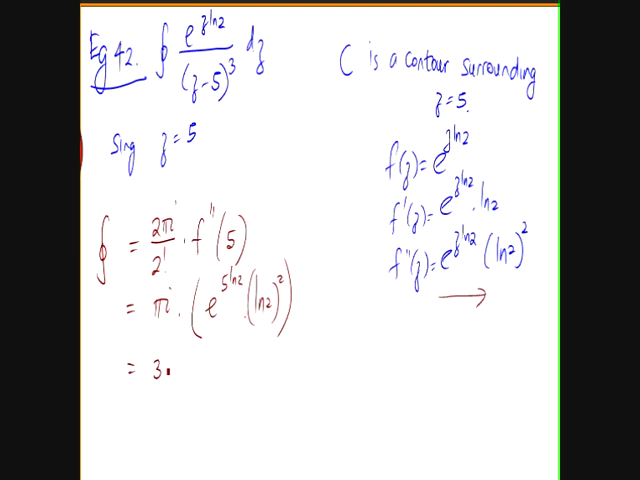 Eg 42. ∮ e^{z ln2} / (z-5)^3 dz
C is a contour surrounding
z=5.
Sing z=5
f(z)= e^{z ln2}
f'(z)= e^{z ln2} . ln2
f''(z)= e^{z ln2} (ln2)^2
∮ = 2πi / 2! . f''(5)
= πi . (e^{5 ln2} . (ln2)^2)
= 3